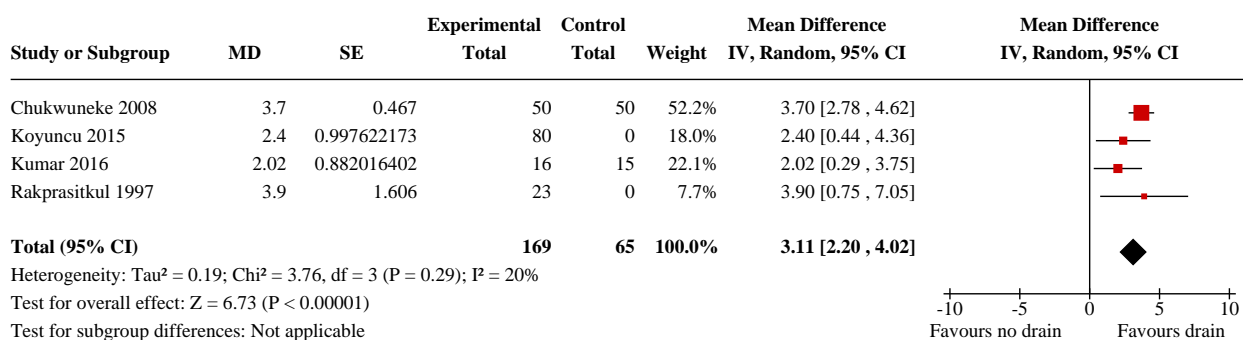 Experimental Control Mean Difference Mean Difference
Study or Subgroup MD SE Total Total Weight IV, Random, 95% CI IV, Random, 95% CI
Chukwuneke 2008 3.7 0.467 50 50 52.2% 3.70 [2.78 , 4.62]
Koyuncu 2015 2.4 0.997622173 80 0 18.0% 2.40 [0.44 , 4.36]
Kumar 2016 2.02 0.882016402 16 15 22.1% 2.02 [0.29 , 3.75]
Rakprasitkul 1997 3.9 1.606 23 0 7.7% 3.90 [0.75 , 7.05]
Total (95% CI) 169 65 100.0% 3.11 [2.20 , 4.02]
Heterogeneity: Tau² = 0.19; Chi² = 3.76, df = 3 (P = 0.29); I² = 20%
Test for overall effect: Z = 6.73 (P < 0.00001)
-10 -5 0 5 10
Test for subgroup differences: Not applicable
Favours no drain Favours drain